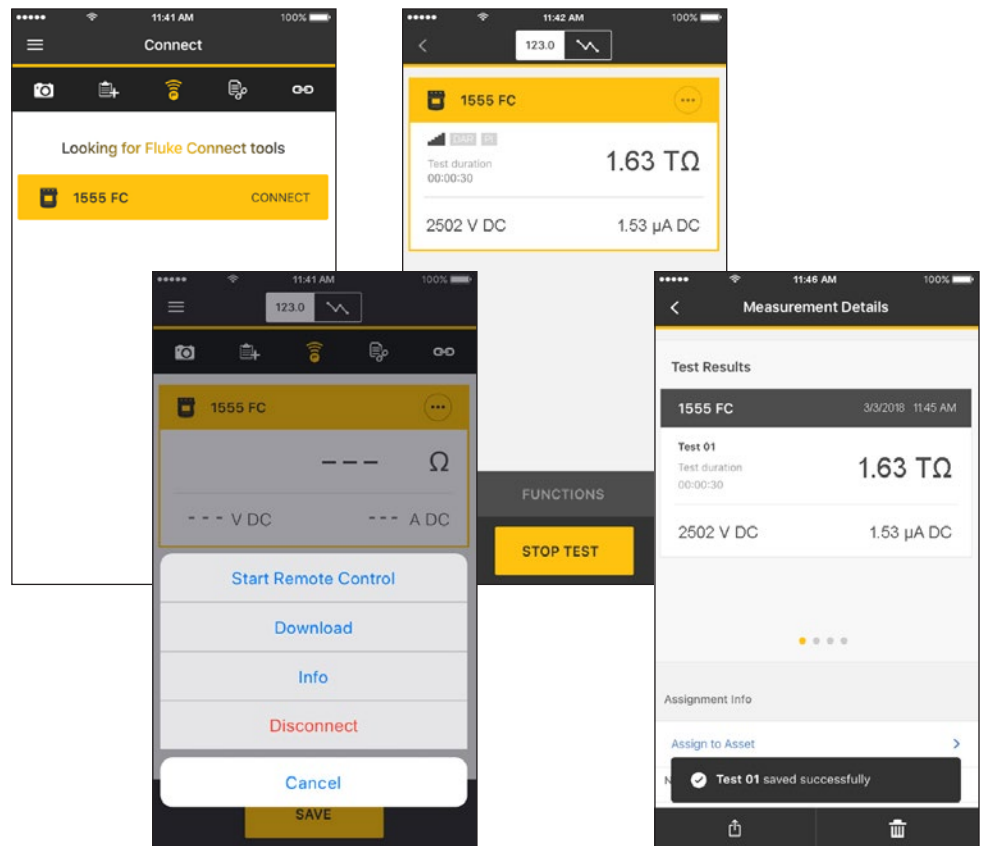 11:41 AM
100%
Connect
Looking for Fluke Connect tools
1555 FC
CONNECT
11:42 AM
100%
123.0
1555 FC
DAR PI
Test duration
00:00:30
1.63 TΩ
2502 V DC
1.53 µA DC
FUNCTIONS
STOP TEST
11:41 AM
100%
123.0
1555 FC
--- Ω
--- V DC
--- A DC
Start Remote Control
Download
Info
Disconnect
Cancel
SAVE
11:46 AM
100%
Measurement Details
Test Results
1555 FC
3/3/2018 11:45 AM
Test 01
Test duration
00:00:30
1.63 TΩ
2502 V DC
1.53 µA DC
Assignment Info
Assign to Asset
N
Test 01 saved successfully